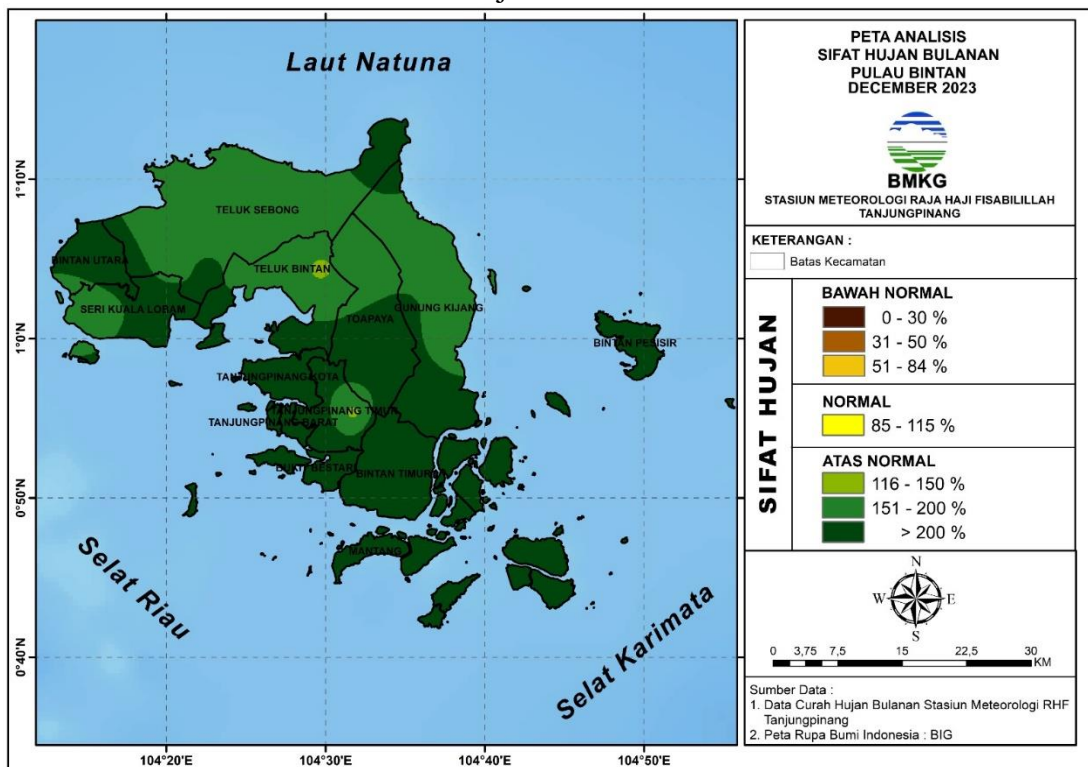 Laut Natuna
TELUK SEBONG
BINTAN UTARA
TELUK BINTAN
SERI KUALA LOBAM
GUNUNG KIJANG
TOAPAYA
BINTAN PESISIR
TANJUNGPINANG KOTA
TANJUNGPINANG TIMUR
TANJUNGPINANG BARAT
BUKIT BESTARI
BINTAN TIMUR
MANTANG
Selat Riau
Selat Karimata
1°10'N
1°0'N
0°50'N
0°40'N
104°20'E
104°30'E
104°40'E
104°50'E
PETA ANALISIS
SIFAT HUJAN BULANAN
PULAU BINTAN
DECEMBER 2023
BMKG
STASIUN METEOROLOGI RAJA HAJI FISABILILLAH
TANJUNGPINANG
KETERANGAN :
Batas Kecamatan
SIFAT HUJAN
BAWAH NORMAL
0 - 30 %
31 - 50 %
51 - 84 %
NORMAL
85 - 115 %
ATAS NORMAL
116 - 150 %
151 - 200 %
> 200 %
N
W E
S
0 3,75 7,5 15 22,5 30
KM
Sumber Data :
1. Data Curah Hujan Bulanan Stasiun Meteorologi RHF
Tanjungpinang
2. Peta Rupa Bumi Indonesia : BIG